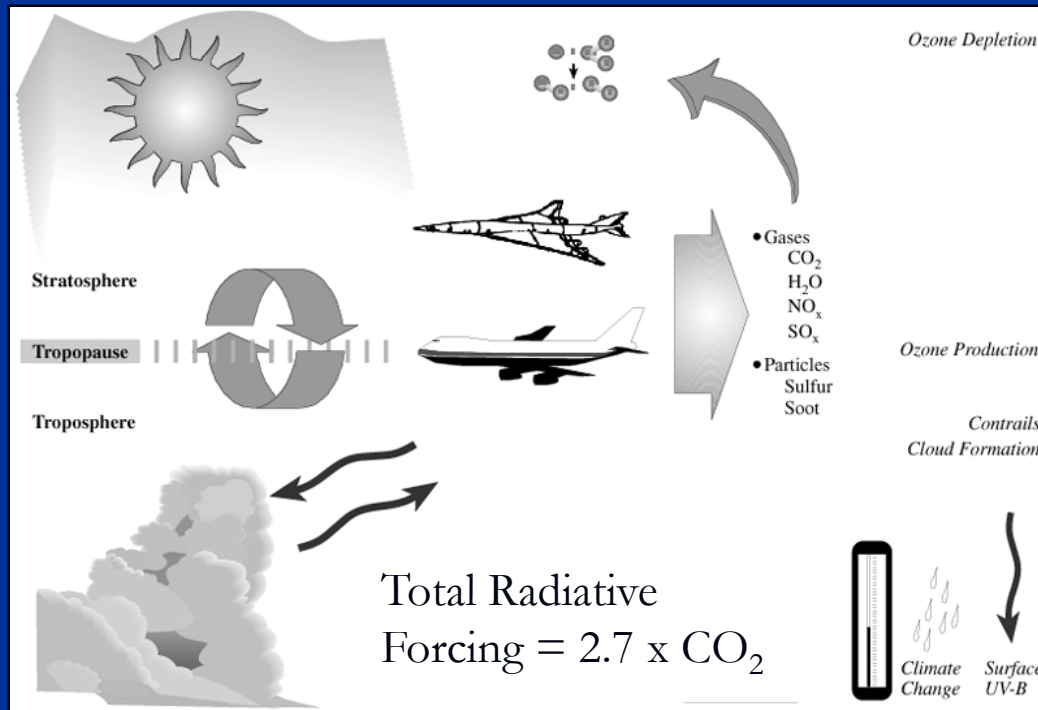 Ozone Depletion
• Gases
CO₂
H₂O
NOₓ
SOₓ
• Particles
Sulfur
Soot
Stratosphere
Tropopause
Troposphere
Ozone Production
Contrails
Cloud Formation
Total Radiative
Forcing = 2.7 x CO₂
Climate
Change
Surface
UV-B